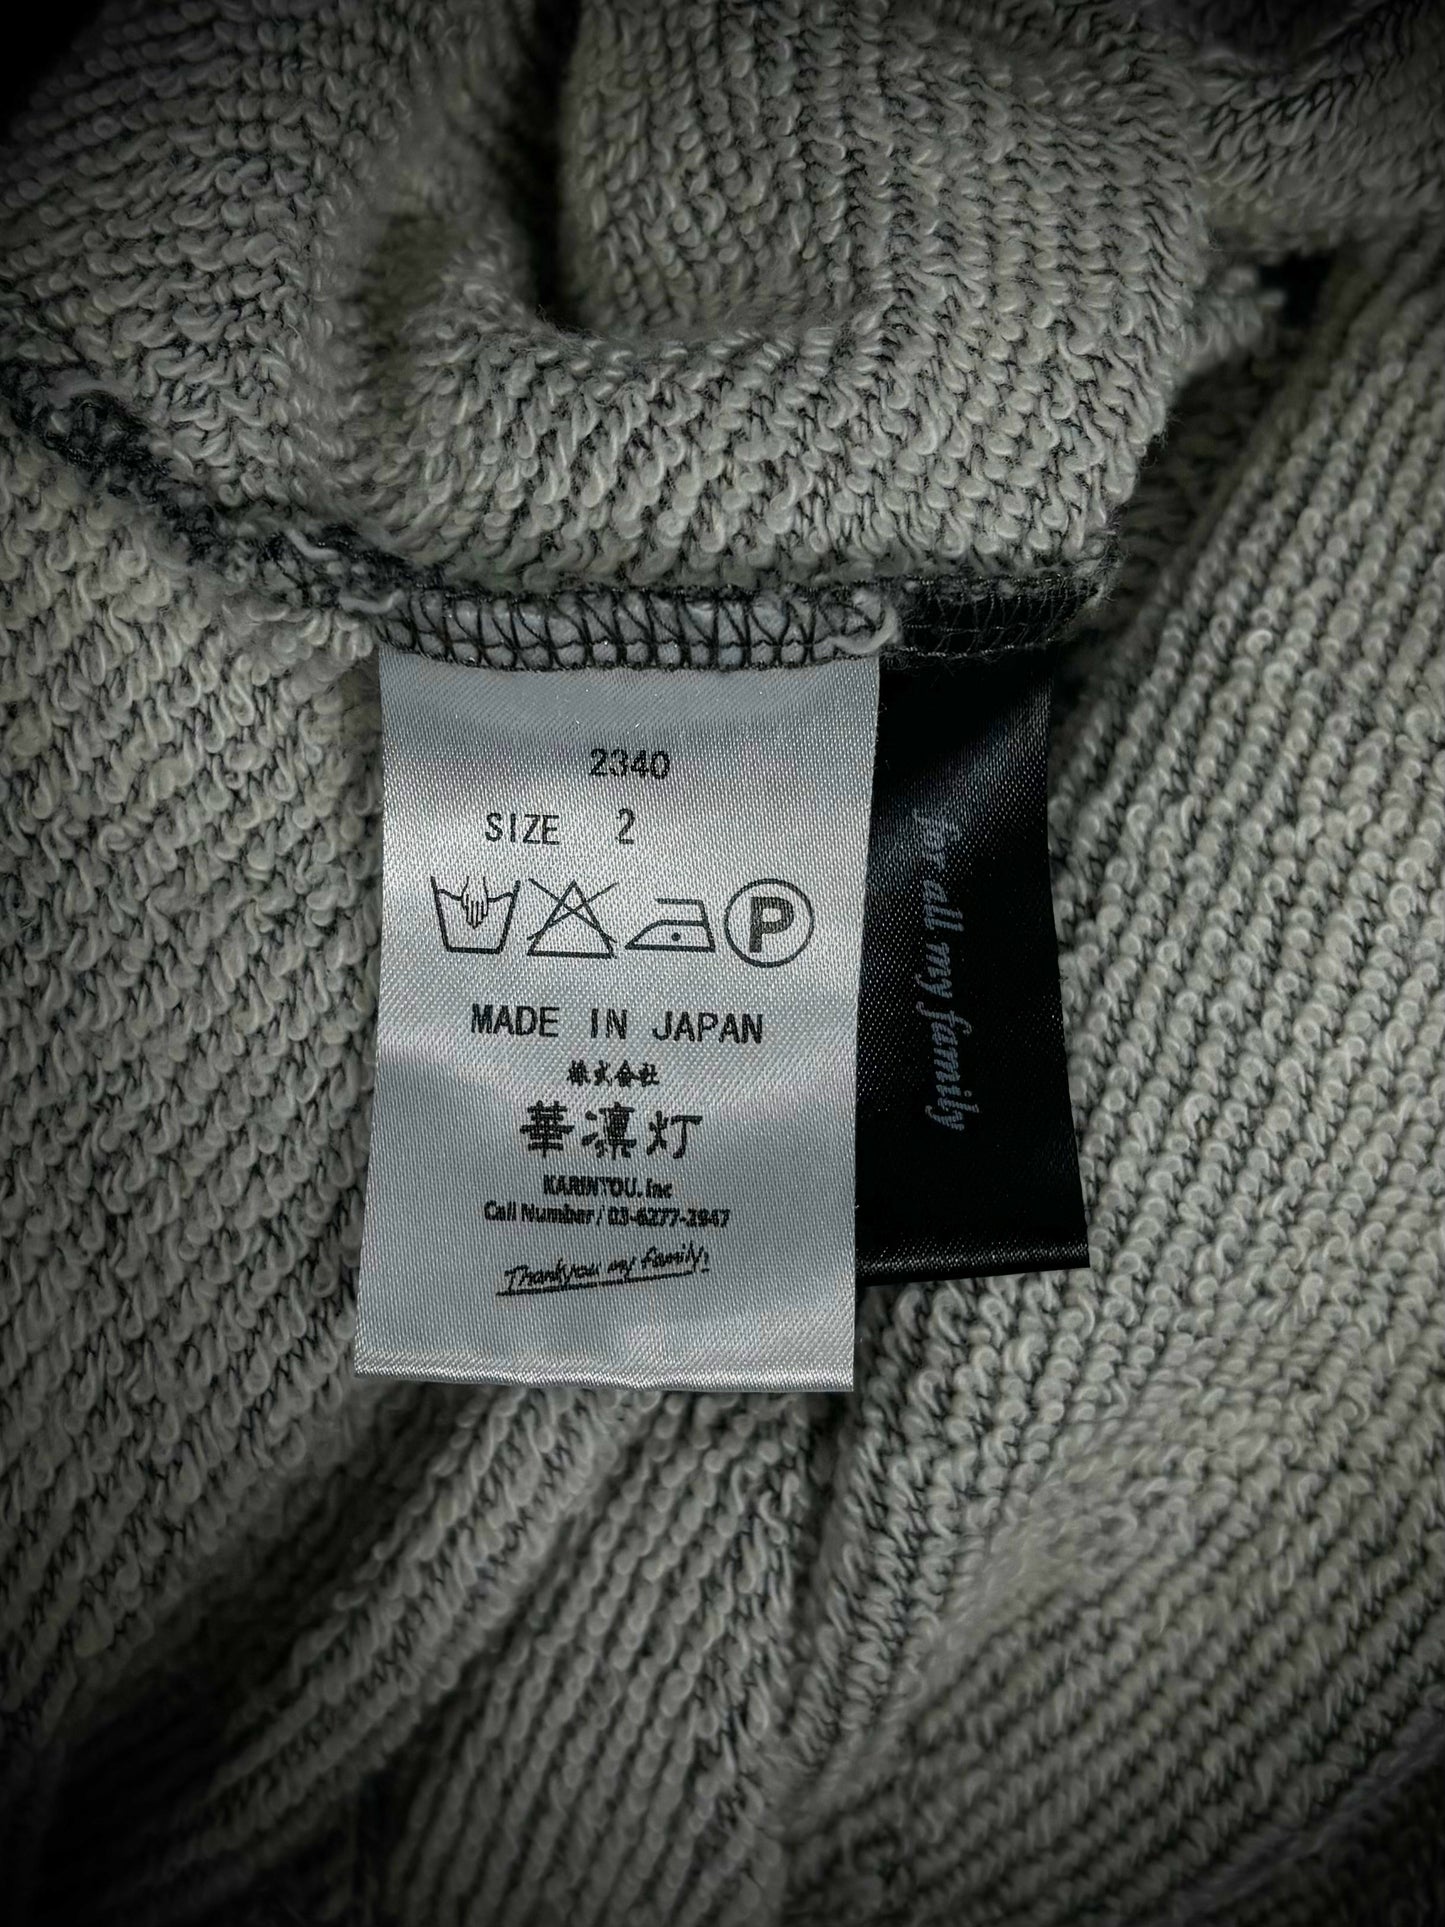 2340
SIZE 2
P
MADE IN JAPAN
株式会社
華凛灯
KARINTOU.Inc
Call Number / 03-6277-2947
Thankyou my family!
for all my family